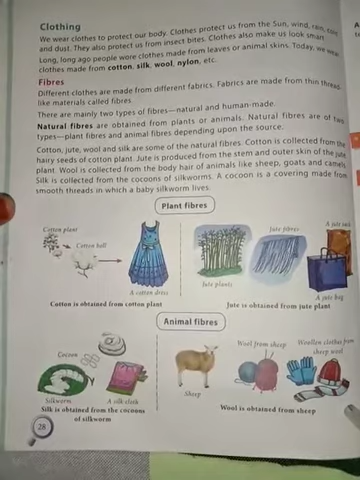 Clothing
We wear clothes to protect our body. Clothes protect us from the Sun, wind, rain, cold
and dust. They also protect us from insect bites. Clothes also make us look smart.
Long, long ago people wore clothes made from leaves or animal skins. Today, we wear
clothes made from cotton, silk, wool, nylon, etc.
Fibres
Different clothes are made from different fabrics. Fabrics are made from thin thread-
like materials called fibres.
There are mainly two types of fibres—natural and human-made.
Natural fibres are obtained from plants or animals. Natural fibres are of two
types—plant fibres and animal fibres depending upon the source.
Cotton, jute, wool and silk are some of the natural fibres. Cotton is collected from the
hairy seeds of cotton plant. Jute is produced from the stem and outer skin of the jute
plant. Wool is collected from the body hair of animals like sheep, goats and camels.
Silk is collected from the cocoons of silkworms. A cocoon is a covering made from
smooth threads in which a baby silkworm lives.
Plant fibres
Cotton plant
Cotton ball
A cotton dress
Cotton is obtained from cotton plant
Jute plants
Jute fibres
A jute sack
A jute bag
Jute is obtained from jute plant
Animal fibres
Cocoon
Silkworm
A silk cloth
Silk is obtained from the cocoons
of silkworm
Sheep
Wool from sheep
Woollen clothes from
sheep wool
Wool is obtained from sheep
28